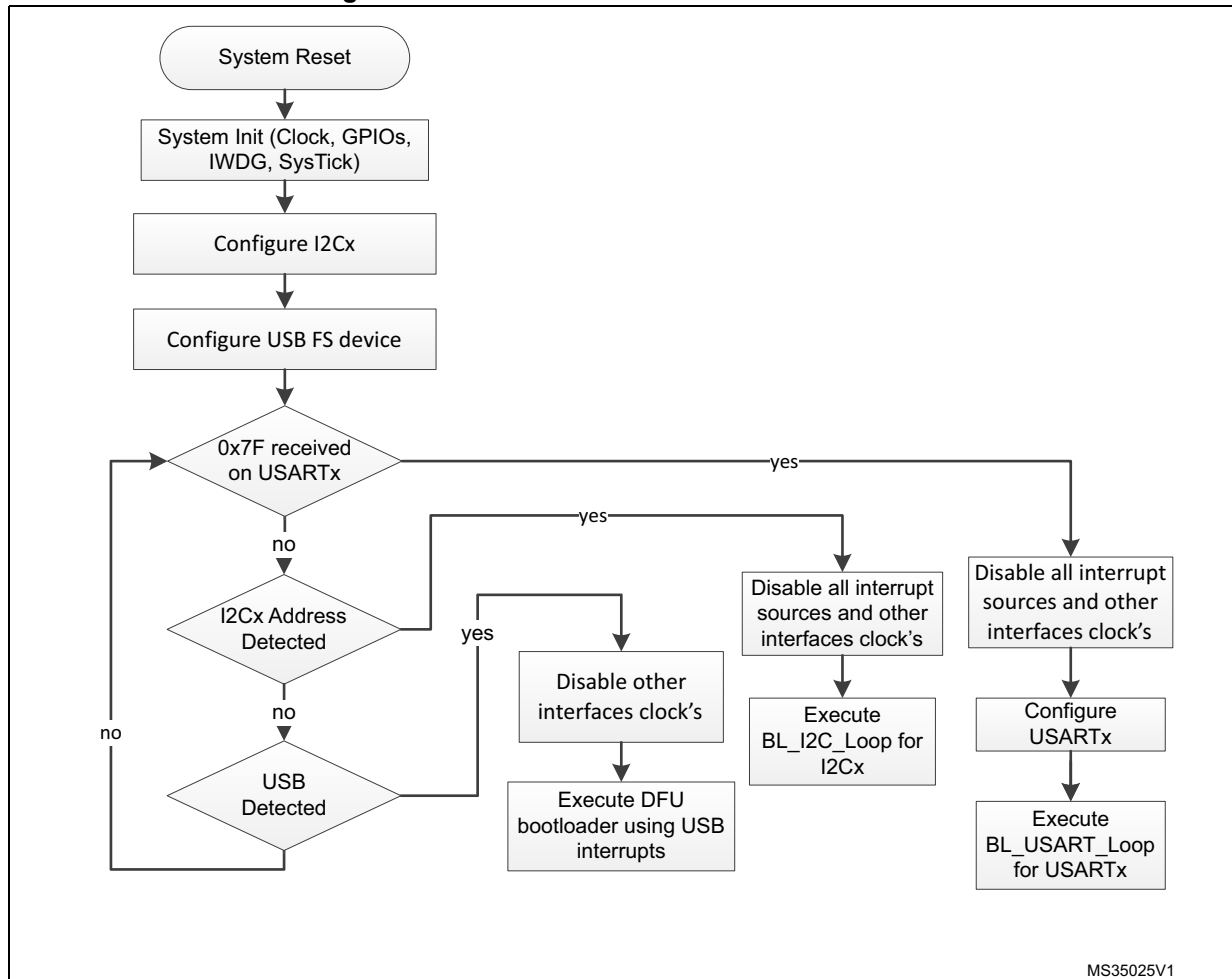 System Reset
System Init (Clock, GPIOs,
IWDG, SysTick)
Configure I2Cx
Configure USB FS device
0x7F received
on USARTx
yes
no
yes
I2Cx Address
Detected
yes
no
no
USB
Detected
Disable other
interfaces clock's
Execute DFU
bootloader using USB
interrupts
Disable all interrupt
sources and other
interfaces clock's
Execute
BL_I2C_Loop for
I2Cx
Disable all interrupt
sources and other
interfaces clock's
Configure
USARTx
Execute
BL_USART_Loop
for USARTx
MS35025V1